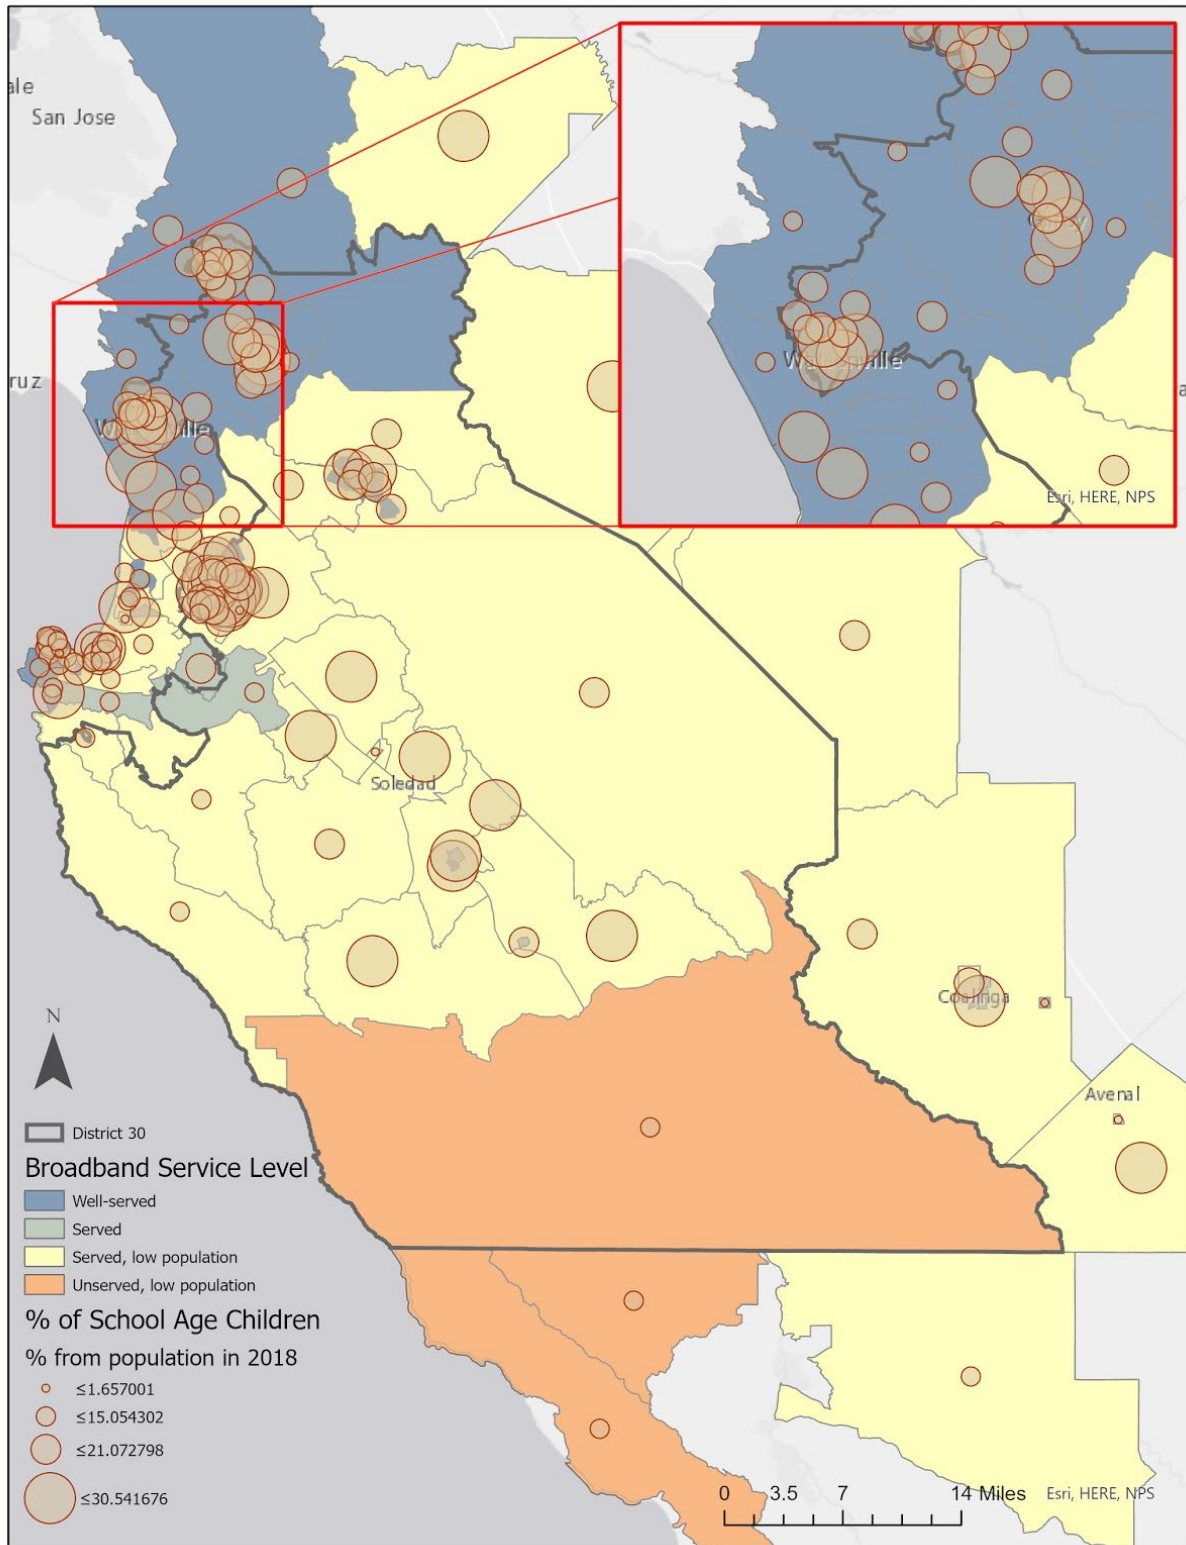 ale
San Jose
ruz
Esri, HERE, NPS
a
Soledad
Coalinga
Avenal
N
District 30
Broadband Service Level
Well-served
Served
Served, low population
Unserved, low population
% of School Age Children
% from population in 2018
≤1.657001
≤15.054302
≤21.072798
≤30.541676
0 3.5 7 14 Miles
Esri, HERE, NPS